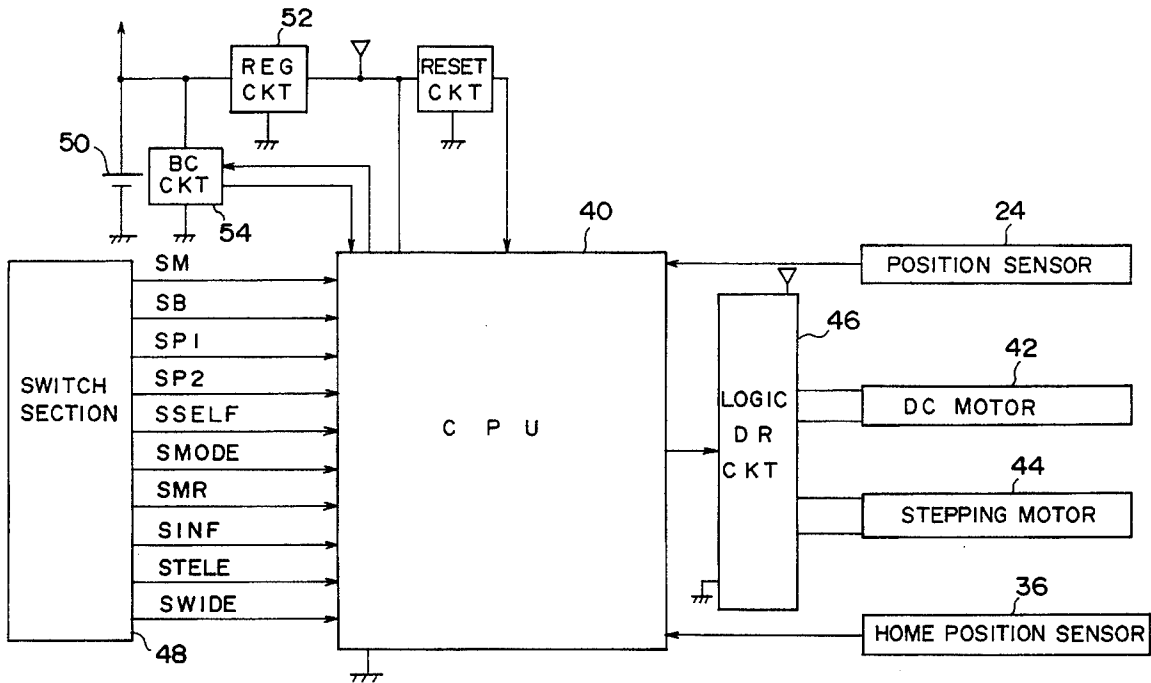 52
REG
CKT
RESET
CKT
50
BC
CKT
54
40
24
POSITION SENSOR
SM
SB
SP1
SP2
SSELF
SMODE
SMR
SINF
STELE
SWIDE
SWITCH
SECTION
48
CPU
46
LOGIC
DR
CKT
42
DC MOTOR
44
STEPPING MOTOR
36
HOME POSITION SENSOR